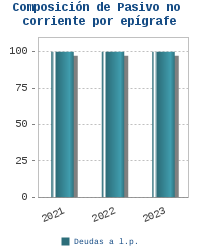 Composición de Pasivo no
corriente por epígrafe
100
75
50
25
0
2021
2022
2023
Deudas a l.p.